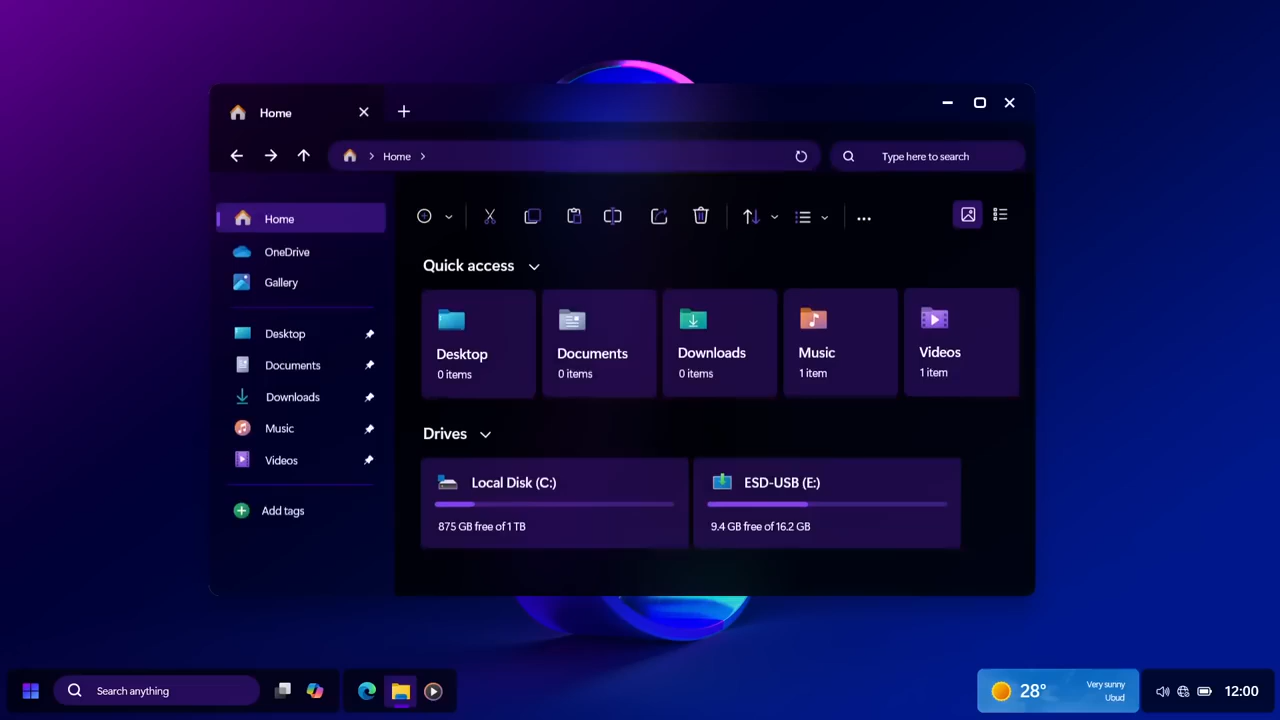 Home
Home
Type here to search
Home
OneDrive
Gallery
Desktop
Documents
Downloads
Music
Videos
Add tags
Quick access
Desktop
0 items
Documents
0 items
Downloads
0 items
Music
1 item
Videos
1 item
Drives
Local Disk (C:)
875 GB free of 1 TB
ESD-USB (E:)
9.4 GB free of 16.2 GB
Search anything
28°
Very sunny
Ubud
12:00